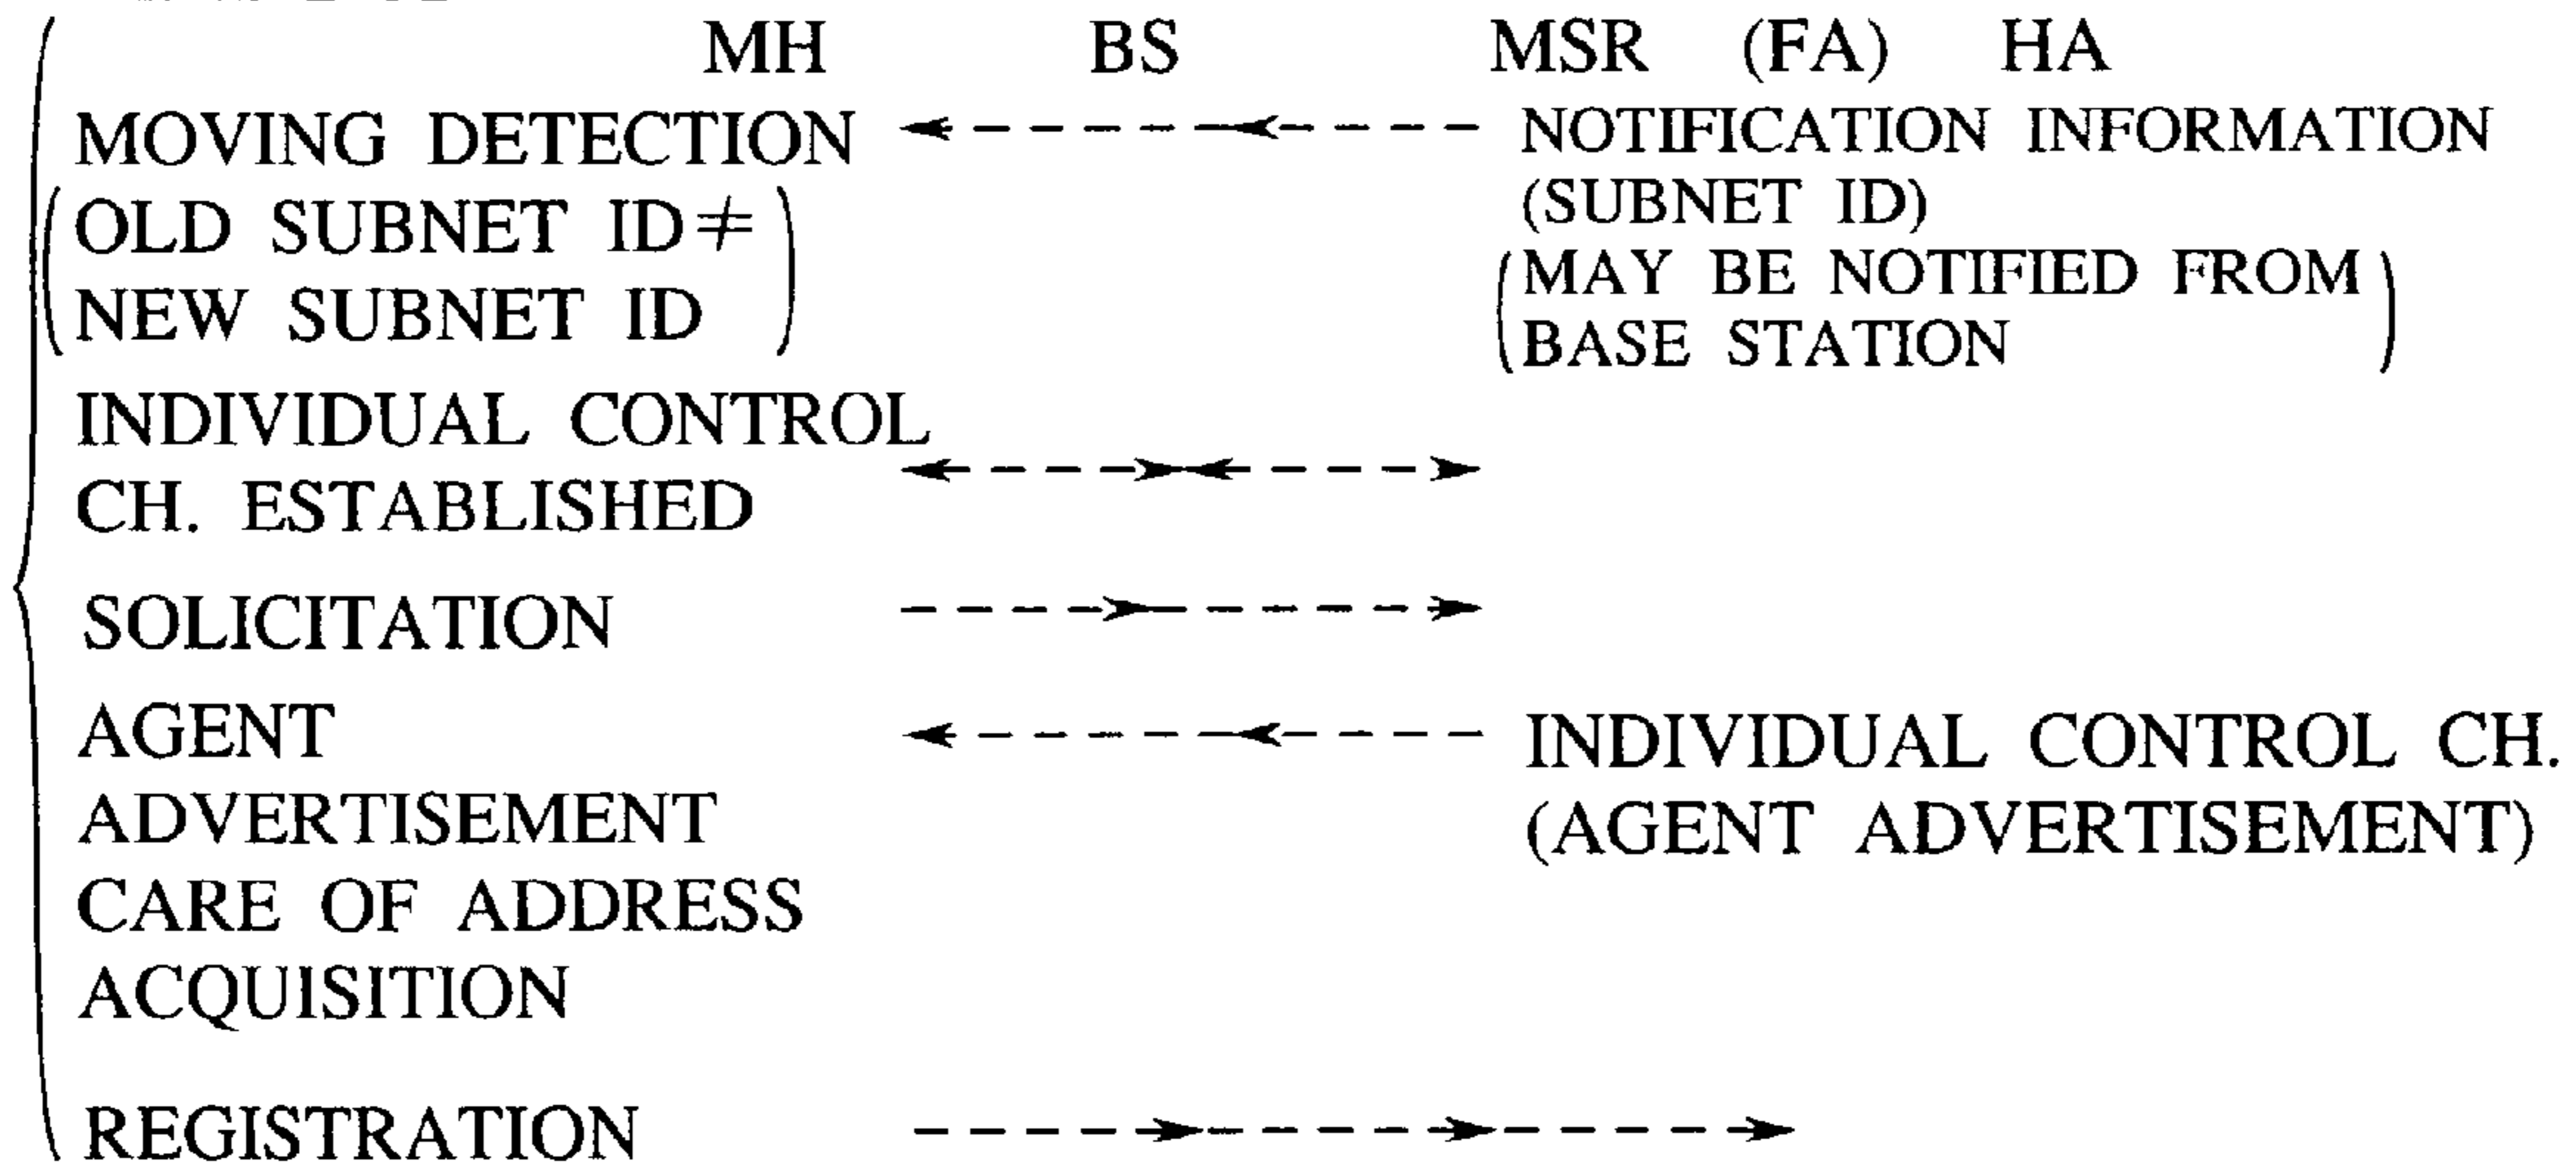 MH BS MSR (FA) HA
MOVING DETECTION NOTIFICATION INFORMATION
(SUBNET ID)
(OLD SUBNET ID≠
NEW SUBNET ID)
(MAY BE NOTIFIED FROM
BASE STATION)
INDIVIDUAL CONTROL
CH. ESTABLISHED
SOLICITATION
AGENT
ADVERTISEMENT
INDIVIDUAL CONTROL CH.
(AGENT ADVERTISEMENT)
CARE OF ADDRESS
ACQUISITION
REGISTRATION